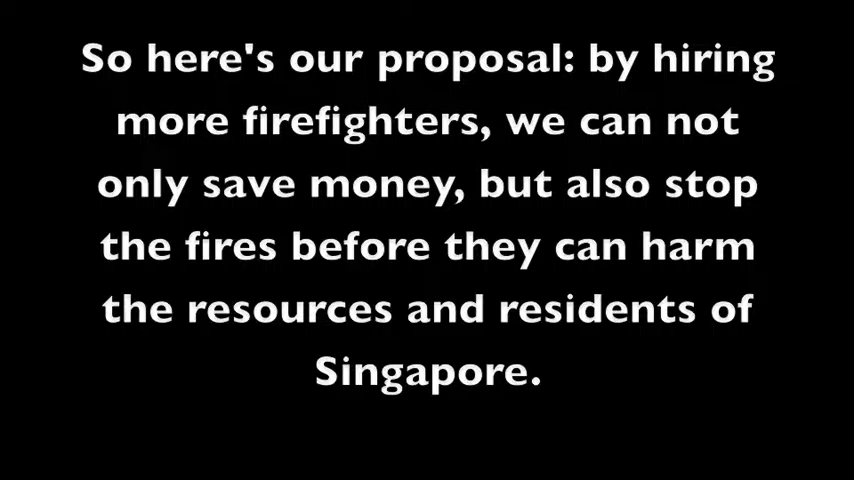 So here's our proposal: by hiring
more firefighters, we can not
only save money, but also stop
the fires before they can harm
the resources and residents of
Singapore.